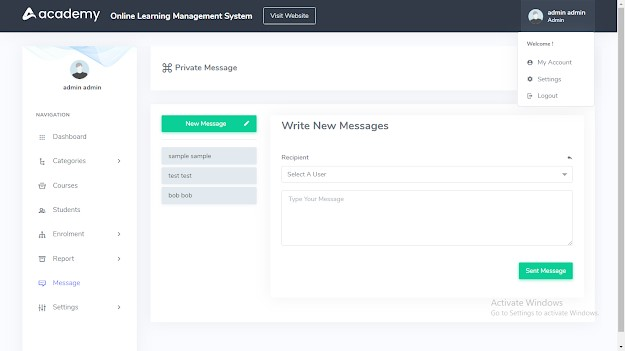 academy
Online Learning Management System
Visit Website
admin admin
Admin
Welcome !
My Account
Settings
Logout
admin admin
NAVIGATION
Dashboard
Categories
Courses
Students
Enrolment
Report
Message
Settings
Private Message
New Message
sample sample
test test
bob bob
Write New Messages
Recipient
Select A User
Type Your Message
Sent Message
Activate Windows
Go to Settings to activate Windows.